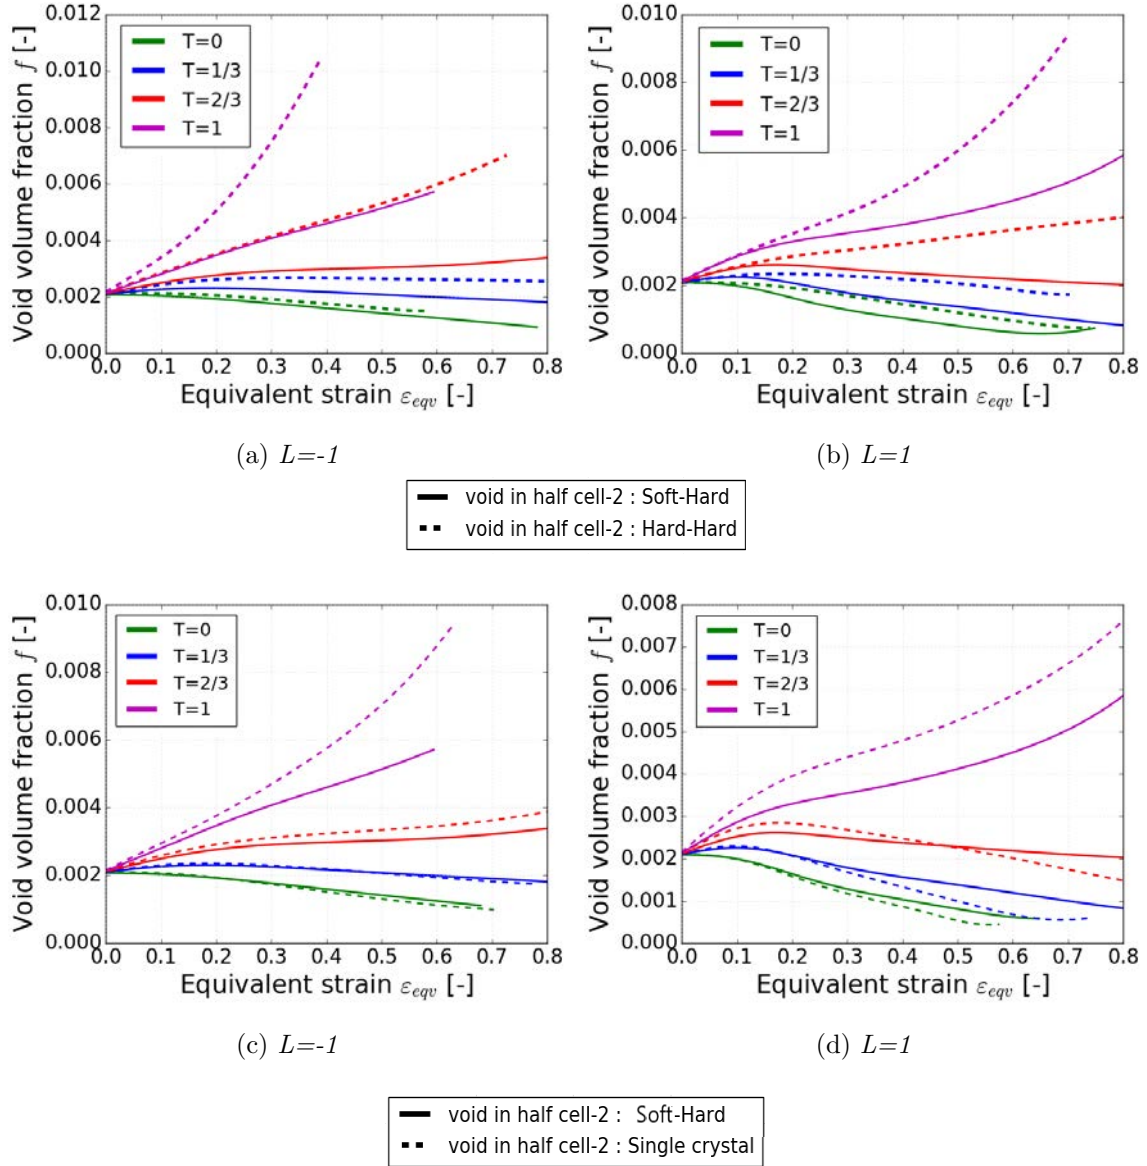 0.012
0.010
0.008
0.006
0.004
0.002
0.000
Void volume fraction f [-]
T=0
T=1/3
T=2/3
T=1
0.0 0.1 0.2 0.3 0.4 0.5 0.6 0.7 0.8
Equivalent strain εeqv [-]
(a) L=-1
0.010
0.008
0.006
0.004
0.002
0.000
Void volume fraction f [-]
T=0
T=1/3
T=2/3
T=1
0.0 0.1 0.2 0.3 0.4 0.5 0.6 0.7 0.8
Equivalent strain εeqv [-]
(b) L=1
void in half cell-2 : Soft-Hard
void in half cell-2 : Hard-Hard
0.010
0.008
0.006
0.004
0.002
0.000
Void volume fraction f [-]
T=0
T=1/3
T=2/3
T=1
0.0 0.1 0.2 0.3 0.4 0.5 0.6 0.7 0.8
Equivalent strain εeqv [-]
(c) L=-1
0.008
0.007
0.006
0.005
0.004
0.003
0.002
0.001
0.000
Void volume fraction f [-]
T=0
T=1/3
T=2/3
T=1
0.0 0.1 0.2 0.3 0.4 0.5 0.6 0.7 0.8
Equivalent strain εeqv [-]
(d) L=1
void in half cell-2 : Soft-Hard
void in half cell-2 : Single crystal